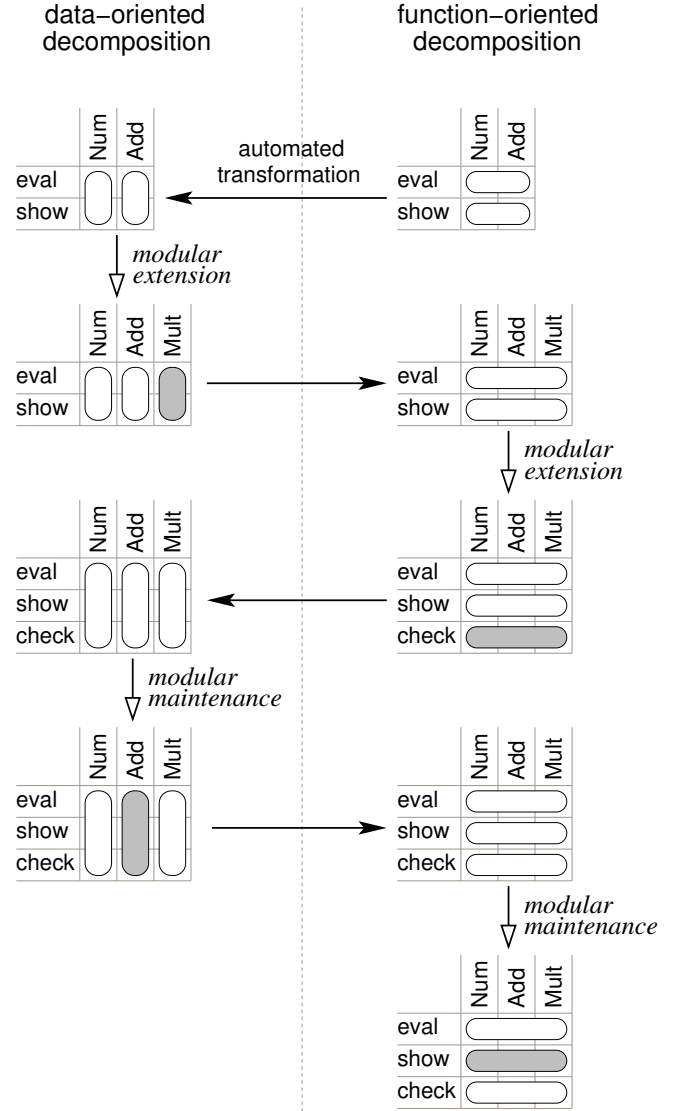 data–oriented
decomposition
function–oriented
decomposition
Num
Add
eval
show
automated
transformation
Num
Add
eval
show
modular
extension
Num
Add
Mult
eval
show
Num
Add
Mult
eval
show
modular
extension
Num
Add
Mult
eval
show
check
Num
Add
Mult
eval
show
check
modular
maintenance
Num
Add
Mult
eval
show
check
Num
Add
Mult
eval
show
check
modular
maintenance
Num
Add
Mult
eval
show
check